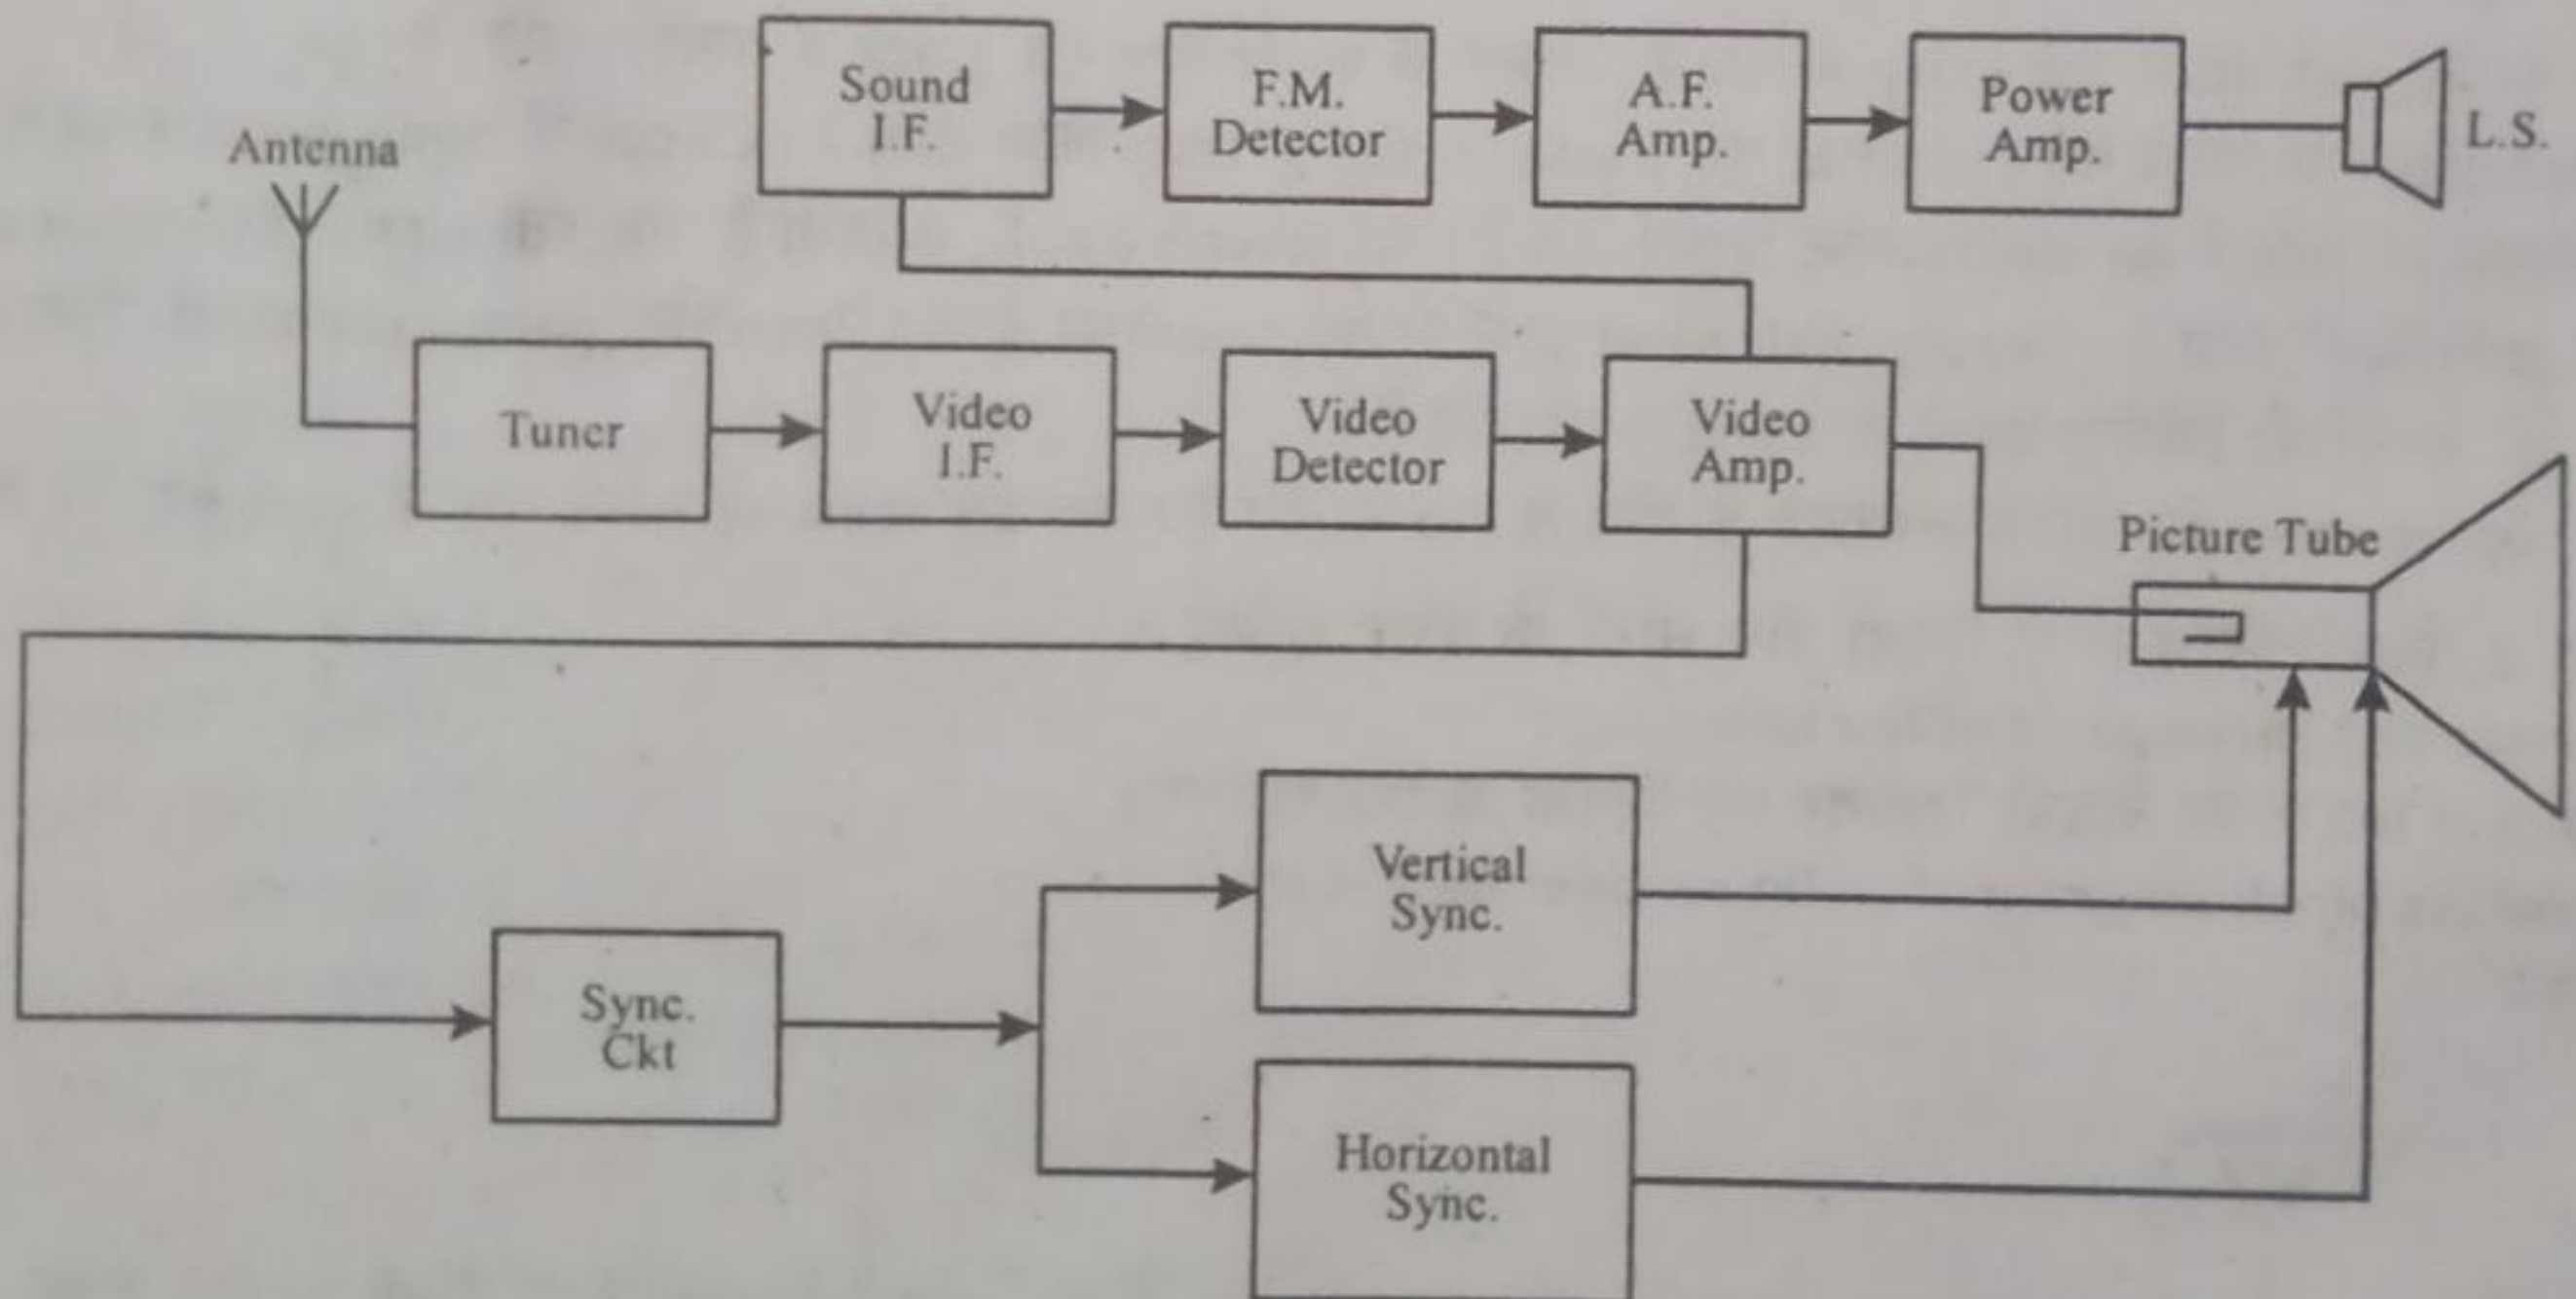 Sound
I.F.
F.M.
Detector
A.F.
Amp.
Power
Amp.
L.S.
Antenna
Tuner
Video
I.F.
Video
Detector
Video
Amp.
Picture Tube
Vertical
Sync.
Sync.
Ckt
Horizontal
Sync.